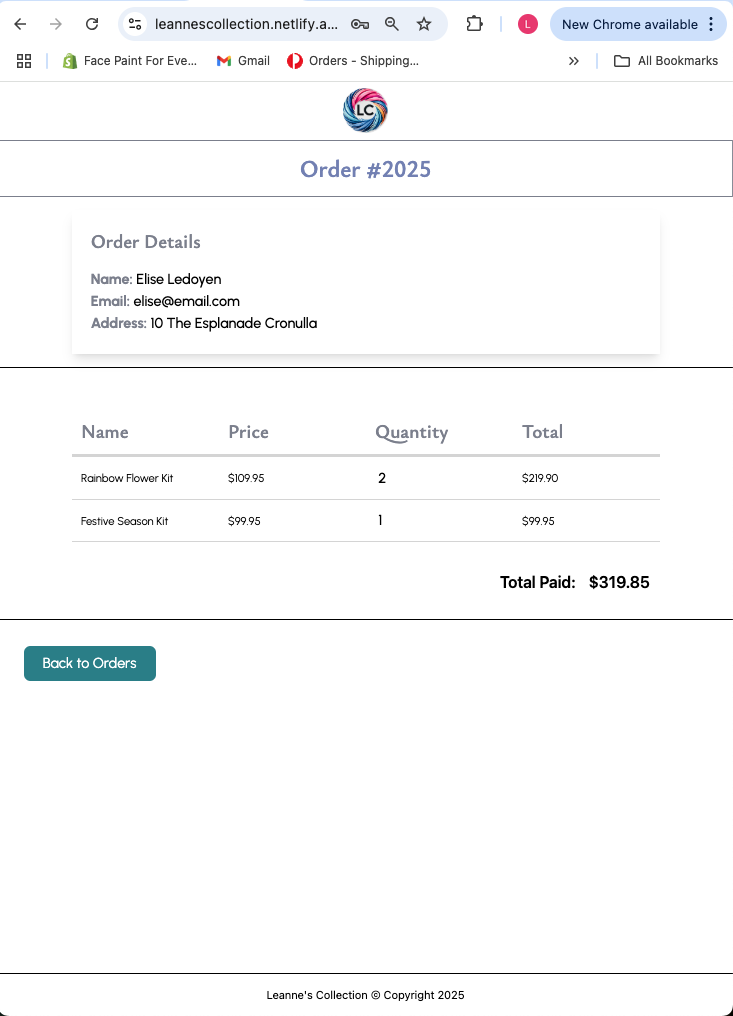 leannescollection.netlify.a...
L
New Chrome available
Face Paint For Eve...
Gmail
Orders - Shipping...
All Bookmarks
LC
Order #2025
Order Details
Name: Elise Ledoyen
Email: elise@email.com
Address: 10 The Esplanade Cronulla
Name Price Quantity Total
Rainbow Flower Kit $109.95 2 $219.90
Festive Season Kit $99.95 1 $99.95
Total Paid: $319.85
Back to Orders
Leanne's Collection © Copyright 2025